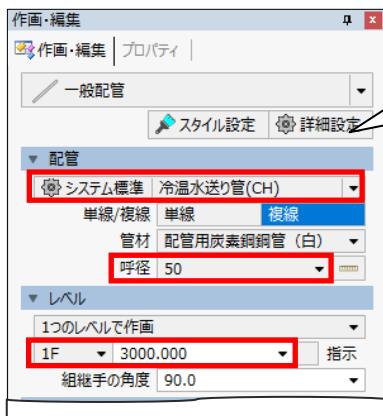 作画・編集
作画・編集 プロパティ
一般配管
スタイル設定 詳細設定
配管
システム標準 冷温水送り管(CH)
単線/複線 単線 複線
管材 配管用炭素鋼鋼管（白）
呼径 50
レベル
1つのレベルで作画
1F 3000.000 指示
組継手の角度 90.0